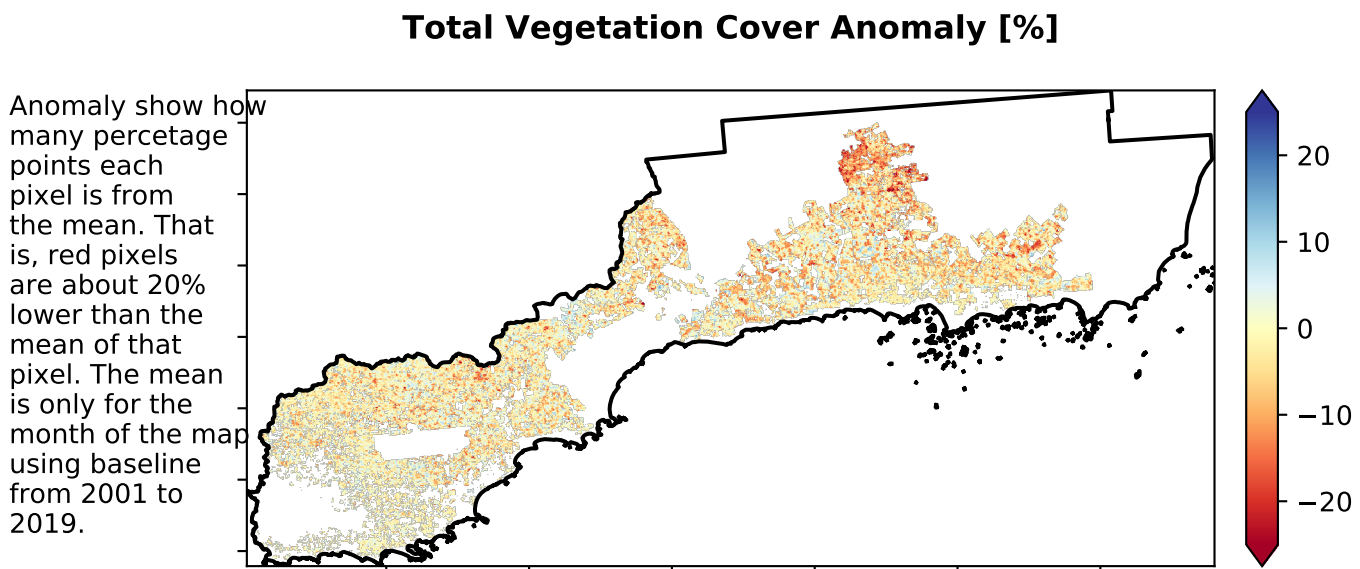 Total Vegetation Cover Anomaly [%]
Anomaly show how
many percetage
points each
pixel is from
the mean. That
is, red pixels
are about 20%
lower than the
mean of that
pixel. The mean
is only for the
month of the map
using baseline
from 2001 to
2019.
20
10
0
−10
−20